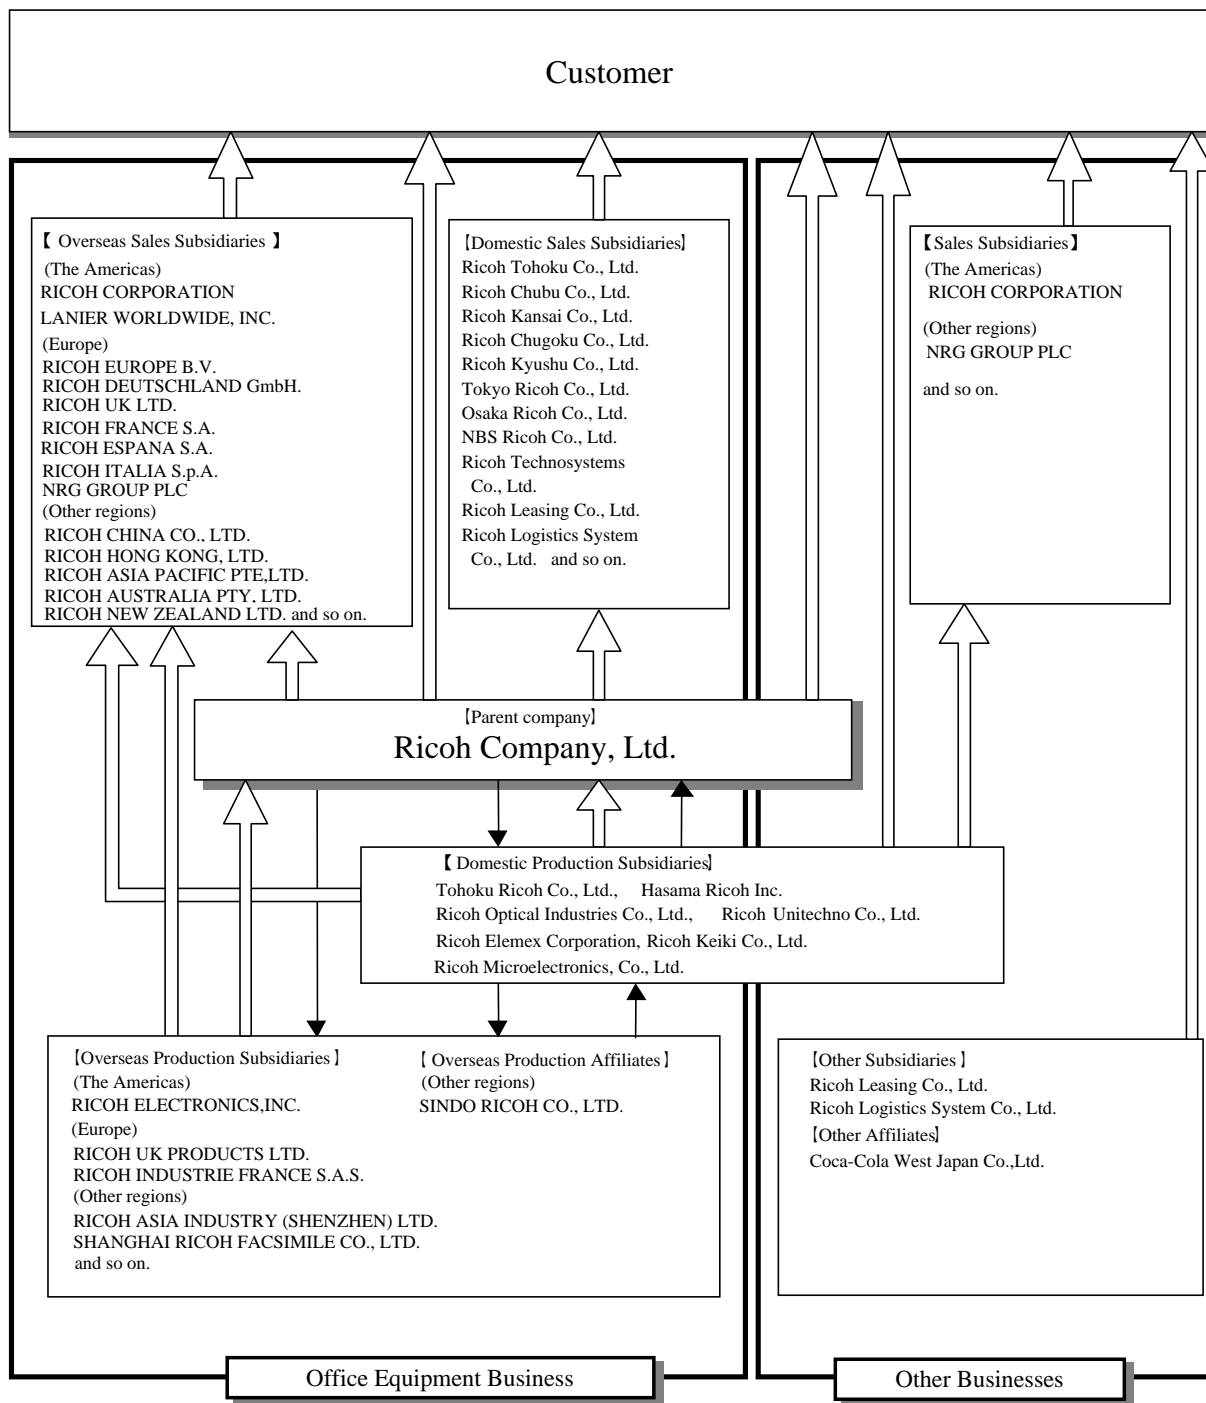 Customer
【 Overseas Sales Subsidiaries 】
(The Americas)
RICOH CORPORATION
LANIER WORLDWIDE, INC.
(Europe)
RICOH EUROPE B.V.
RICOH DEUTSCHLAND GmbH.
RICOH UK LTD.
RICOH FRANCE S.A.
RICOH ESPANA S.A.
RICOH ITALIA S.p.A.
NRG GROUP PLC
(Other regions)
RICOH CHINA CO., LTD.
RICOH HONG KONG, LTD.
RICOH ASIA PACIFIC PTE,LTD.
RICOH AUSTRALIA PTY, LTD.
RICOH NEW ZEALAND LTD. and so on.
【Domestic Sales Subsidiaries】
Ricoh Tohoku Co., Ltd.
Ricoh Chubu Co., Ltd.
Ricoh Kansai Co., Ltd.
Ricoh Chugoku Co., Ltd.
Ricoh Kyushu Co., Ltd.
Tokyo Ricoh Co., Ltd.
Osaka Ricoh Co., Ltd.
NBS Ricoh Co., Ltd.
Ricoh Technosystems
Co., Ltd.
Ricoh Leasing Co., Ltd.
Ricoh Logistics System
Co., Ltd. and so on.
【Sales Subsidiaries】
(The Americas)
RICOH CORPORATION
(Other regions)
NRG GROUP PLC
and so on.
【Parent company】
Ricoh Company, Ltd.
【 Domestic Production Subsidiaries】
Tohoku Ricoh Co., Ltd., Hasama Ricoh Inc.
Ricoh Optical Industries Co., Ltd., Ricoh Unitechno Co., Ltd.
Ricoh Elemex Corporation, Ricoh Keiki Co., Ltd.
Ricoh Microelectronics, Co., Ltd.
【Overseas Production Subsidiaries】
(The Americas)
RICOH ELECTRONICS,INC.
(Europe)
RICOH UK PRODUCTS LTD.
RICOH INDUSTRIE FRANCE S.A.S.
(Other regions)
RICOH ASIA INDUSTRY (SHENZHEN) LTD.
SHANGHAI RICOH FACSIMILE CO., LTD.
and so on.
【 Overseas Production Affiliates】
(Other regions)
SINDO RICOH CO., LTD.
【Other Subsidiaries 】
Ricoh Leasing Co., Ltd.
Ricoh Logistics System Co., Ltd.
【Other Affiliates】
Coca-Cola West Japan Co.,Ltd.
Office Equipment Business
Other Businesses